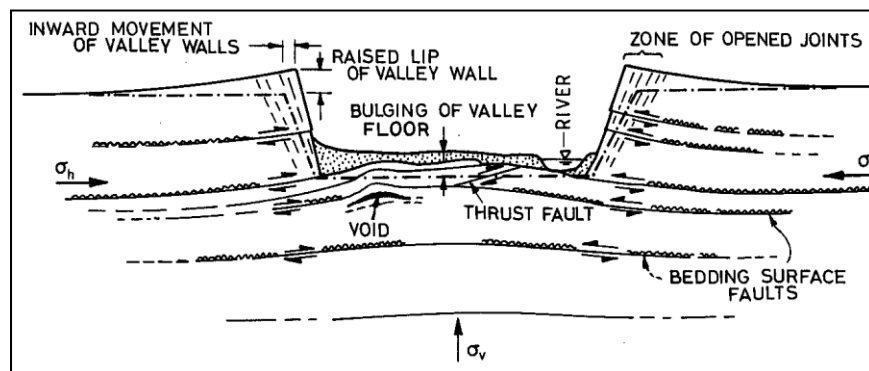 INWARD MOVEMENT
OF VALLEY WALLS
RAISED LIP
OF VALLEY WALL
ZONE OF OPENED JOINTS
BULGING OF VALLEY
FLOOR
RIVER
σh
σ
THRUST FAULT
VOID
BEDDING SURFACE
FAULTS
σv